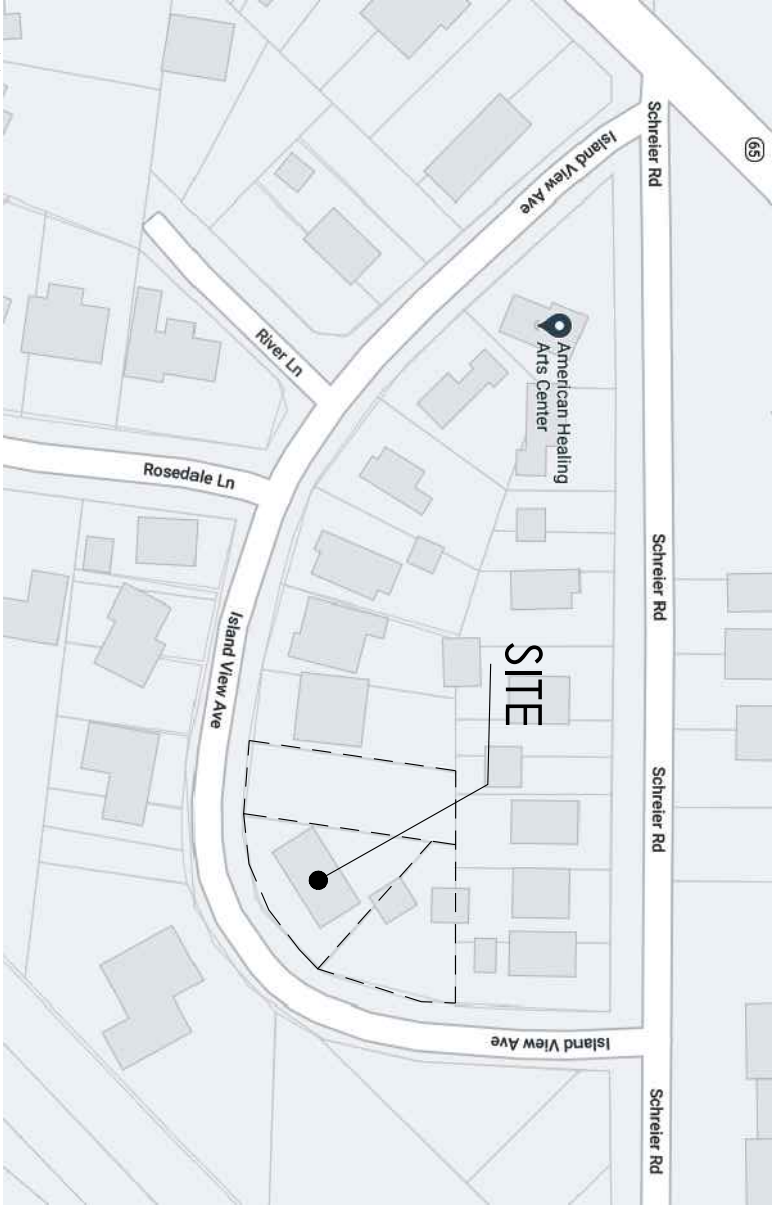 65
Schreier Rd
Island View Ave
American Healing
Arts Center
River Ln
Rosedale Ln
Schreier Rd
Island View Ave
SITE
Schreier Rd
Island View Ave
Schreier Rd